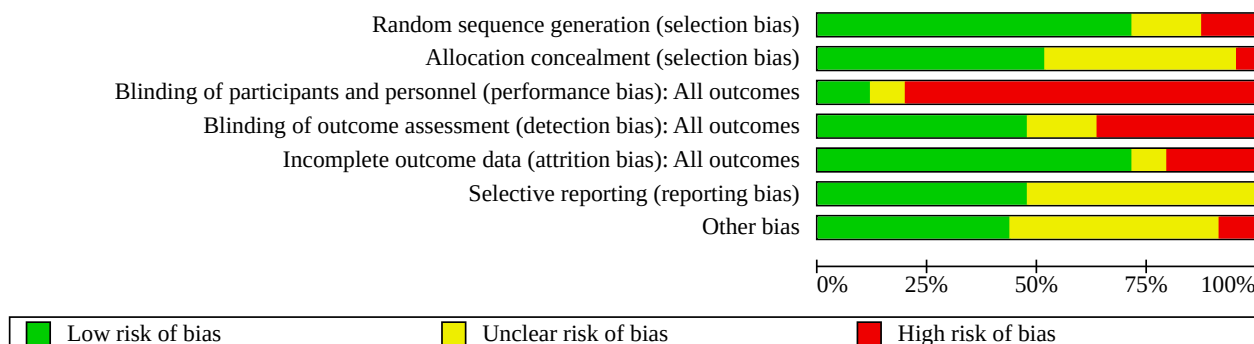 Random sequence generation (selection bias)
Allocation concealment (selection bias)
Blinding of participants and personnel (performance bias): All outcomes
Blinding of outcome assessment (detection bias): All outcomes
Incomplete outcome data (attrition bias): All outcomes
Selective reporting (reporting bias)
Other bias
0% 25% 50% 75% 100%
Low risk of bias Unclear risk of bias High risk of bias